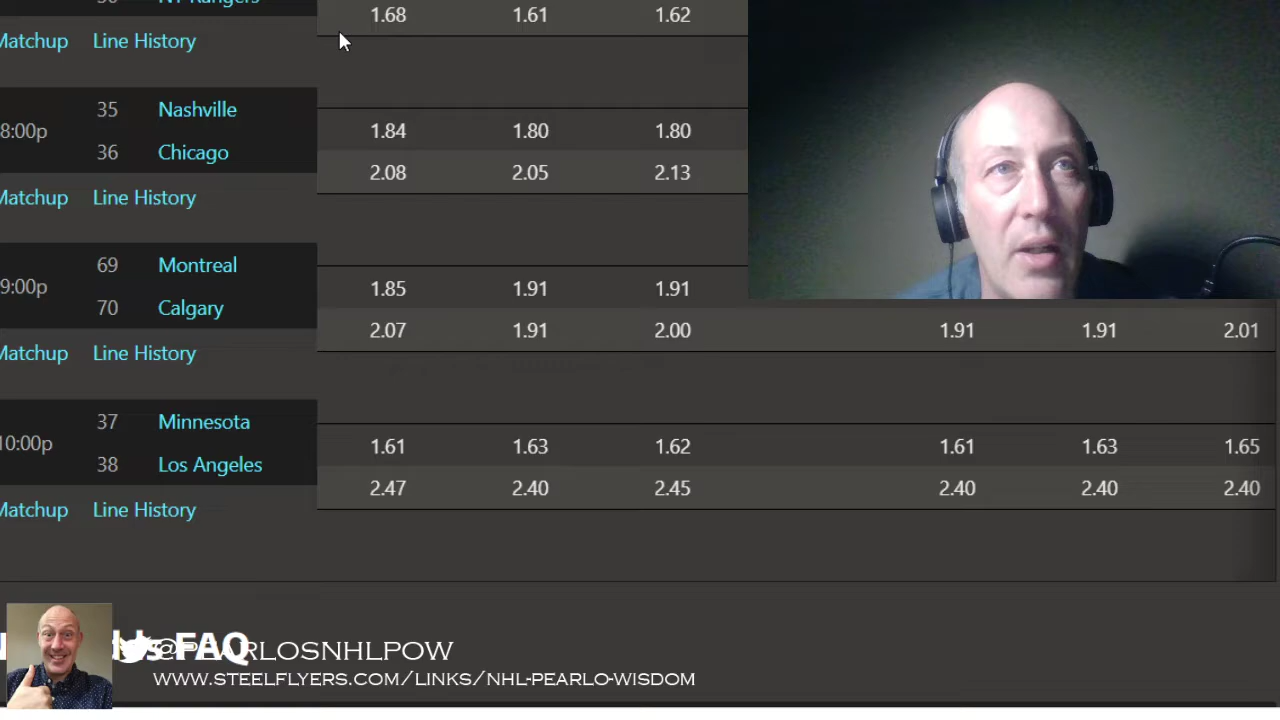 1.68 1.61 1.62
Matchup Line History
35 Nashville
8:00p 1.84 1.80 1.80
36 Chicago
2.08 2.05 2.13
Matchup Line History
69 Montreal
9:00p 1.85 1.91 1.91
70 Calgary
2.07 1.91 2.00 1.91 1.91 2.01
Matchup Line History
37 Minnesota
10:00p 1.61 1.63 1.62 1.61 1.63 1.65
38 Los Angeles
2.47 2.40 2.45 2.40 2.40 2.40
Matchup Line History
FAQ
@PEARLOSNHLPOW
WWW.STEELFLYERS.COM/LINKS/NHL-PEARLO-WISDOM